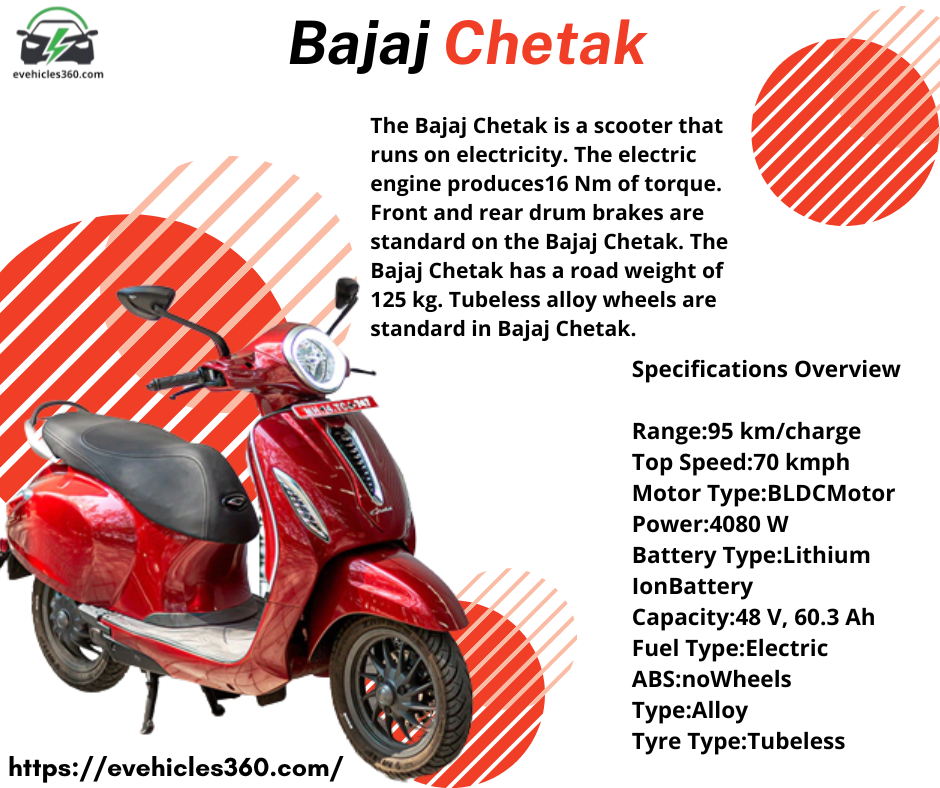 evehicles360.com
Bajaj Chetak
The Bajaj Chetak is a scooter that
runs on electricity. The electric
engine produces16 Nm of torque.
Front and rear drum brakes are
standard on the Bajaj Chetak. The
Bajaj Chetak has a road weight of
125 kg. Tubeless alloy wheels are
standard in Bajaj Chetak.
Specifications Overview
Range:95 km/charge
Top Speed:70 kmph
Motor Type:BLDCMotor
Power:4080 W
Battery Type:Lithium
IonBattery
Capacity:48 V, 60.3 Ah
Fuel Type:Electric
ABS:noWheels
Type:Alloy
Tyre Type:Tubeless
https://evehicles360.com/